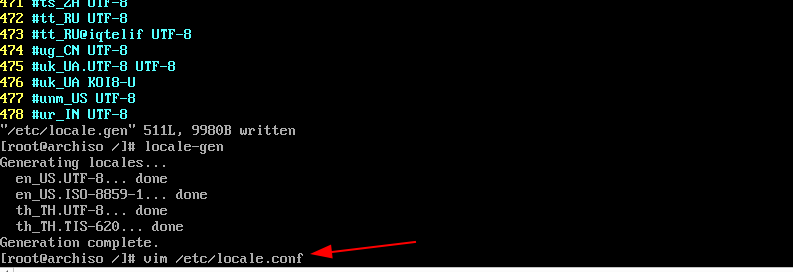 471 #ts_ZA UTF-8
472 #tt_RU UTF-8
473 #tt_RU@iqtelif UTF-8
474 #ug_CN UTF-8
475 #uk_UA.UTF-8 UTF-8
476 #uk_UA KOI8-U
477 #unm_US UTF-8
478 #ur_IN UTF-8
"/etc/locale.gen" 511L, 9980B written
[root@archiso /]# locale-gen
Generating locales...
  en_US.UTF-8... done
  en_US.ISO-8859-1... done
  th_TH.UTF-8... done
  th_TH.TIS-620... done
Generation complete.
[root@archiso /]# vim /etc/locale.conf